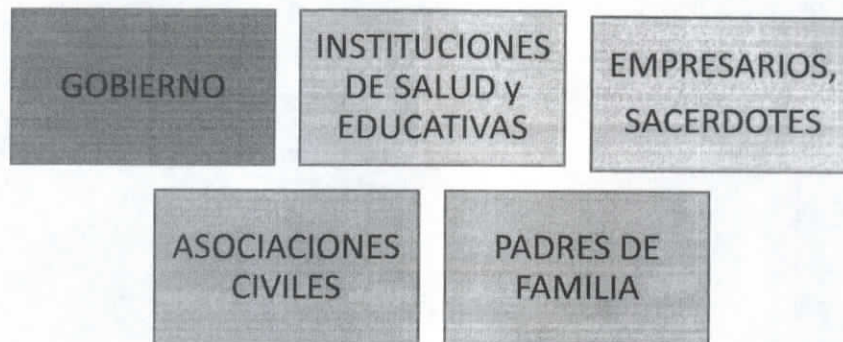 GOBIERNO
INSTITUCIONES
DE SALUD y
EDUCATIVAS
EMPRESARIOS,
SACERDOTES
ASOCIACIONES
CIVILES
PADRES DE
FAMILIA